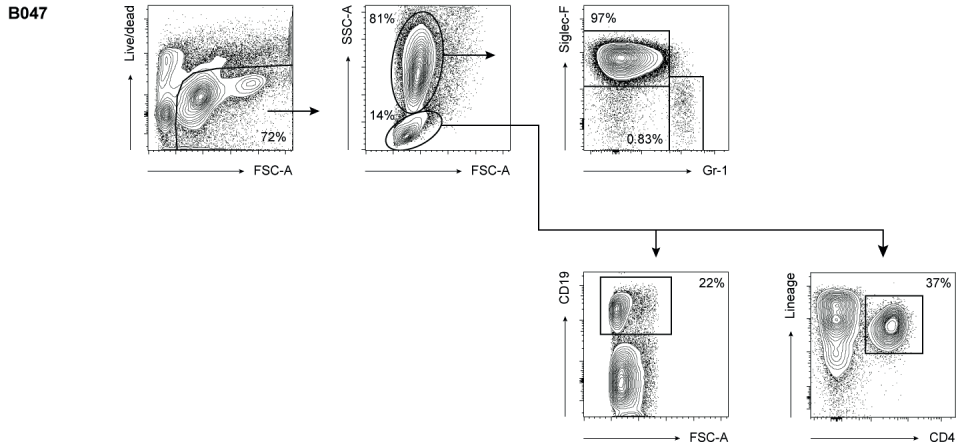 B047
Live/dead
72%
FSC-A
SSC-A
81%
14%
FSC-A
Siglec-F
97%
0.83%
Gr-1
CD19
22%
FSC-A
Lineage
37%
CD4